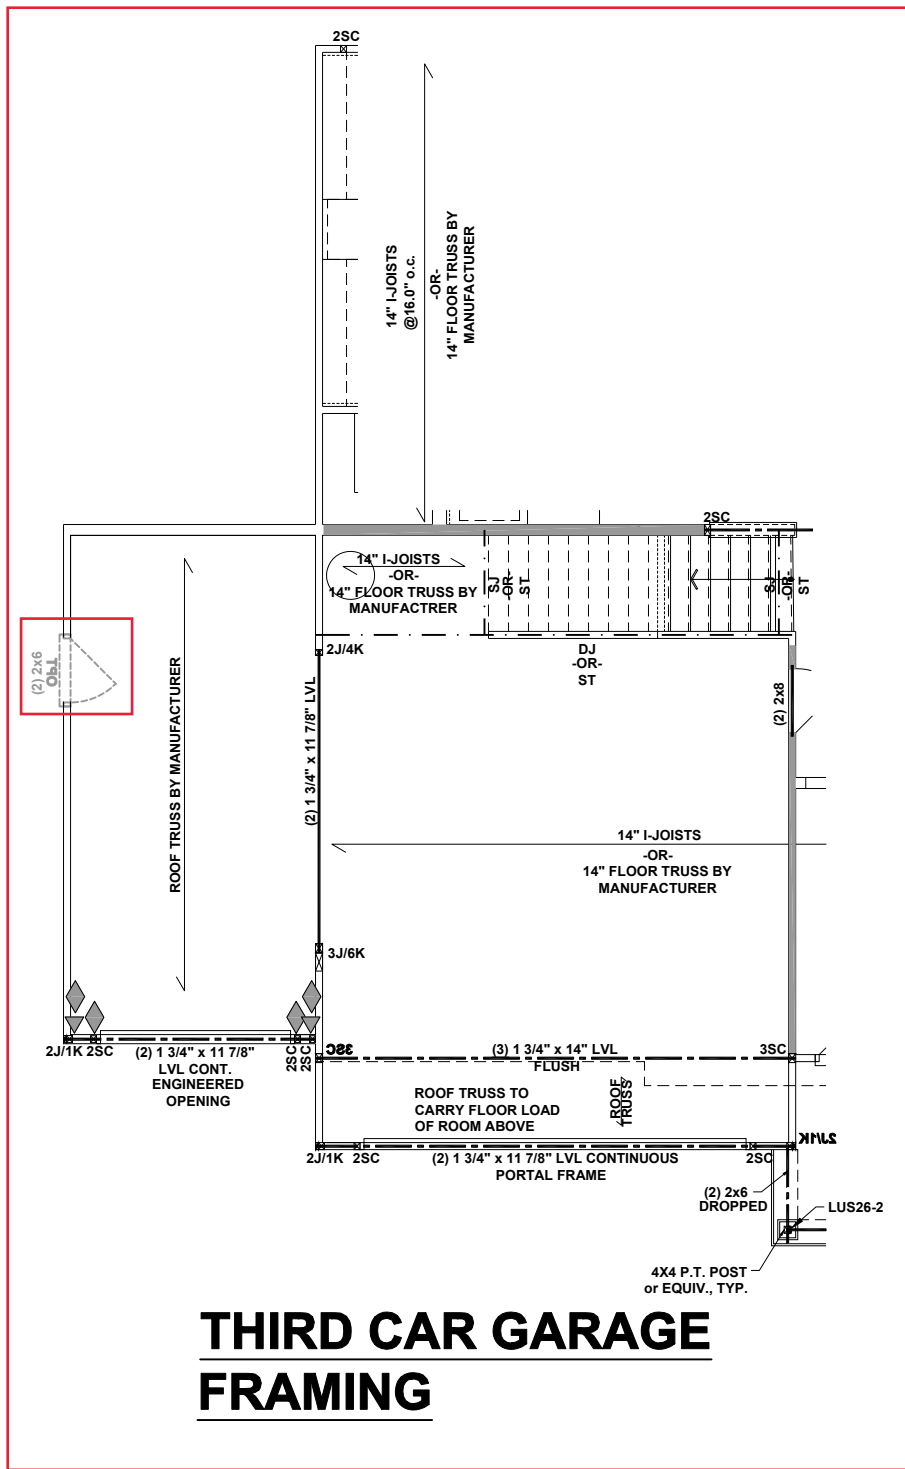 2SC
14" I-JOISTS
@16.0" o.c.
-OR-
14" FLOOR TRUSS BY
MANUFACTURER
2SC
14" I-JOISTS
-OR-
14" FLOOR TRUSS BY
MANUFACTRER
SJ
-OR-
ST
SJ
-OR-
ST
(2) 2x6
OPT
2J/4K
DJ
-OR-
ST
ROOF TRUSS BY MANUFACTURER
(2) 1 3/4" x 11 7/8" LVL
(2) 2x8
14" I-JOISTS
-OR-
14" FLOOR TRUSS BY
MANUFACTURER
3J/6K
2J/1K 2SC
(2) 1 3/4" x 11 7/8"
LVL CONT.
ENGINEERED
OPENING
2SC
2SC
3SC
(3) 1 3/4" x 14" LVL
FLUSH
3SC
ROOF TRUSS TO
CARRY FLOOR LOAD
OF ROOM ABOVE
ROOF
TRUSS
2J/1K
2J/1K
2SC
(2) 1 3/4" x 11 7/8" LVL CONTINUOUS
PORTAL FRAME
2SC
(2) 2x6
DROPPED
LUS26-2
4X4 P.T. POST
or EQUIV., TYP.
THIRD CAR GARAGE
FRAMING